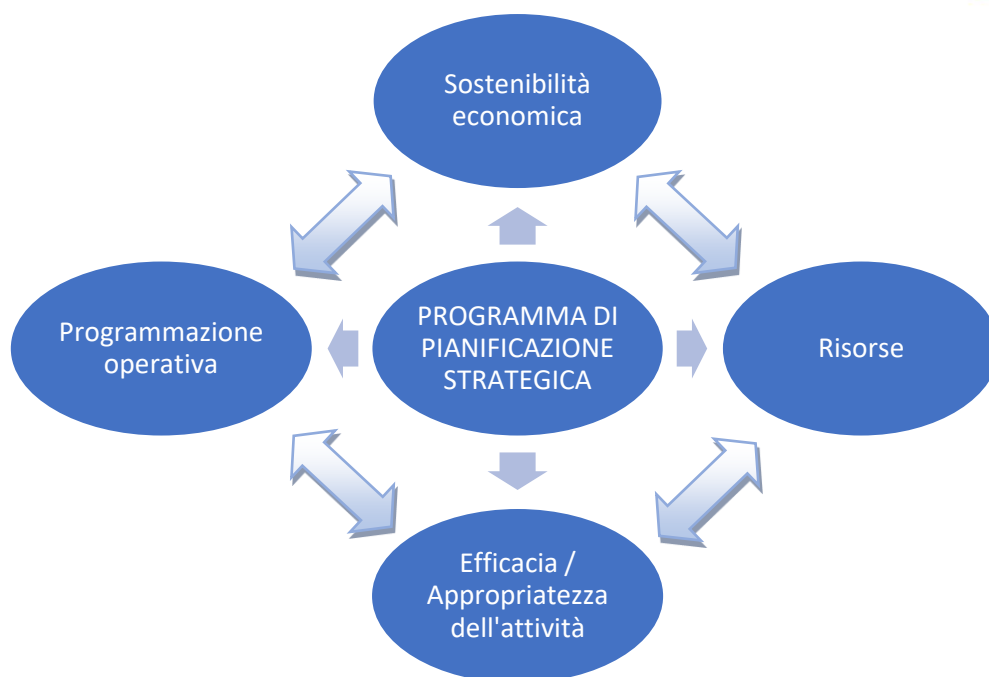 Sostenibilità
economica
Programmazione
operativa
PROGRAMMA DI
PIANIFICAZIONE
STRATEGICA
Risorse
Efficacia /
Appropriatezza
dell'attività